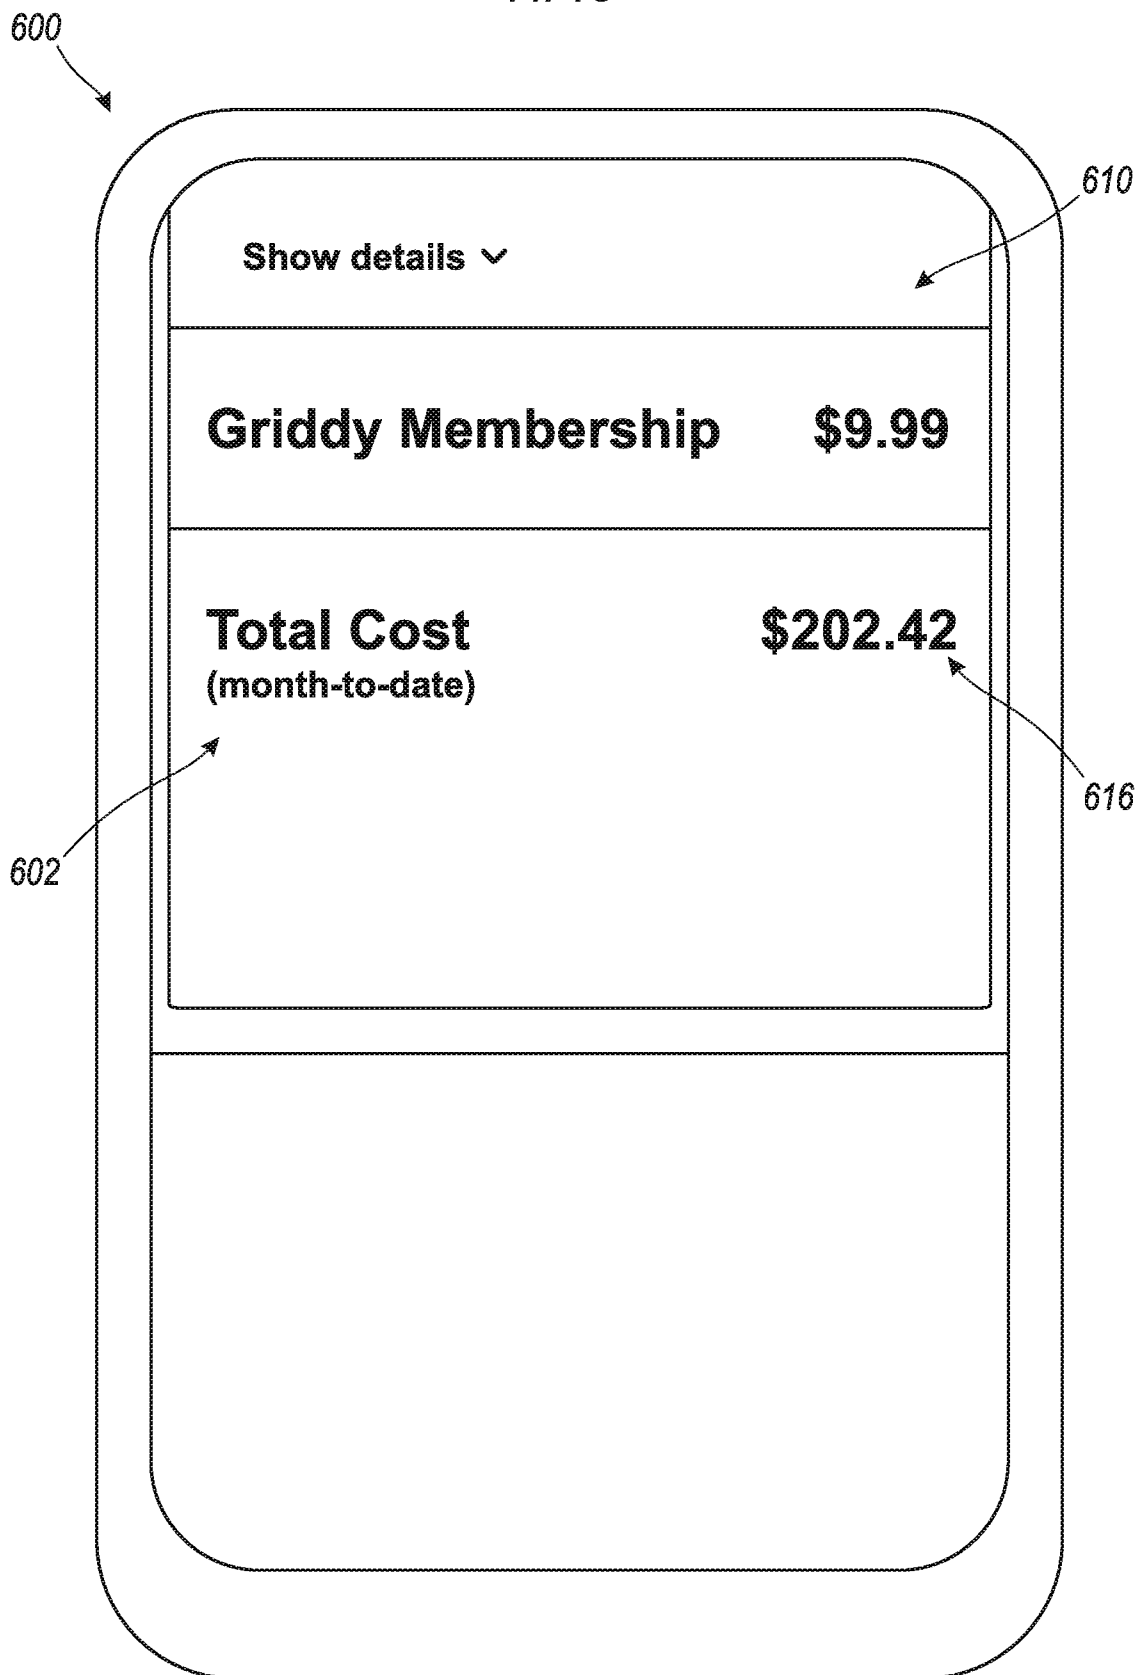 600
610
Show details
Griddy Membership $9.99
Total Cost $202.42
(month-to-date)
616
602